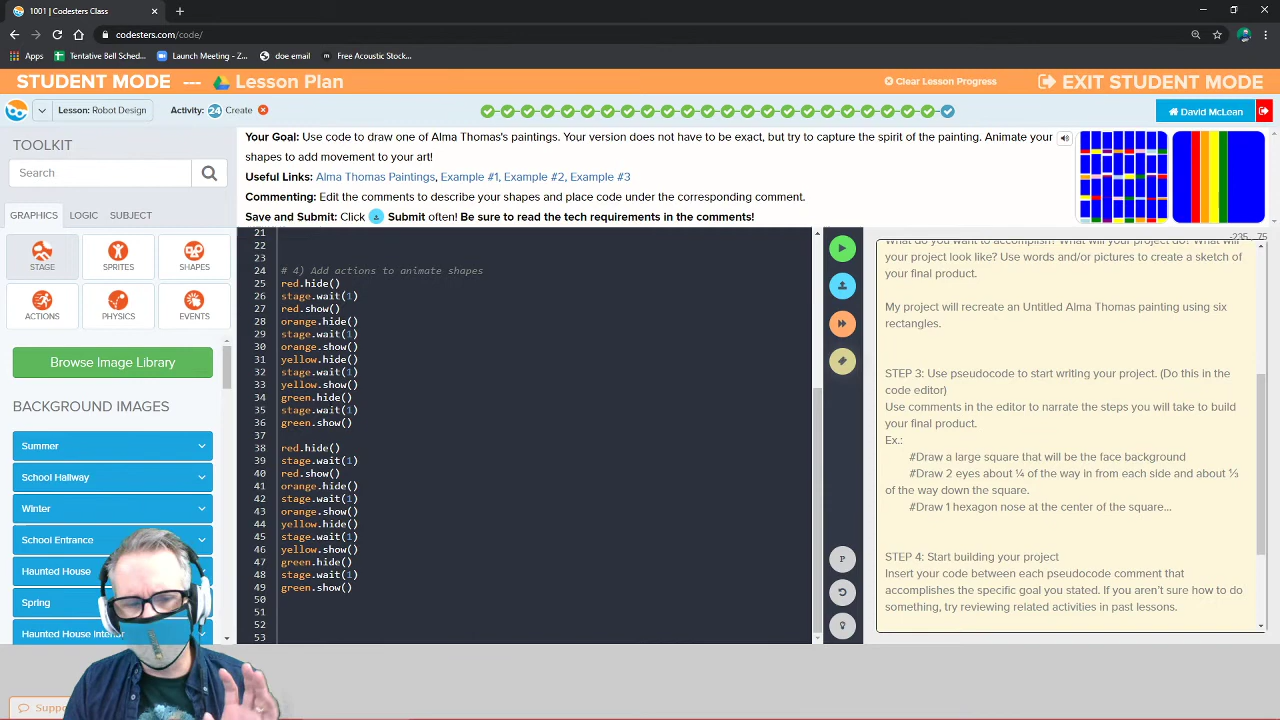 1001 | Codesters Class
codesters.com/code/
Apps
Tentative Bell Sched...
Launch Meeting - Z...
doe email
Free Acoustic Stock...
STUDENT MODE --- Lesson Plan
Clear Lesson Progress
EXIT STUDENT MODE
Lesson: Robot Design
Activity: 24 Create
David McLean
TOOLKIT
Search
GRAPHICS
LOGIC
SUBJECT
STAGE
SPRITES
SHAPES
ACTIONS
PHYSICS
EVENTS
Browse Image Library
BACKGROUND IMAGES
Summer
School Hallway
Winter
School Entrance
Haunted House
Spring
Haunted House Interior
Your Goal: Use code to draw one of Alma Thomas's paintings. Your version does not have to be exact, but try to capture the spirit of the painting. Animate your
shapes to add movement to your art!
Useful Links: Alma Thomas Paintings, Example #1, Example #2, Example #3
Commenting: Edit the comments to describe your shapes and place code under the corresponding comment.
Save and Submit: Click Submit often! Be sure to read the tech requirements in the comments!
21
22
23
24 # 4) Add actions to animate shapes
25 red.hide()
26 stage.wait(1)
27 red.show()
28 orange.hide()
29 stage.wait(1)
30 orange.show()
31 yellow.hide()
32 stage.wait(1)
33 yellow.show()
34 green.hide()
35 stage.wait(1)
36 green.show()
37
38 red.hide()
39 stage.wait(1)
40 red.show()
41 orange.hide()
42 stage.wait(1)
43 orange.show()
44 yellow.hide()
45 stage.wait(1)
46 yellow.show()
47 green.hide()
48 stage.wait(1)
49 green.show()
50
51
52
53
P
-235, 75
What do you want to accomplish? What will your project do? What will
your project look like? Use words and/or pictures to create a sketch of
your final product.
My project will recreate an Untitled Alma Thomas painting using six
rectangles.
STEP 3: Use pseudocode to start writing your project. (Do this in the
code editor)
Use comments in the editor to narrate the steps you will take to build
your final product.
Ex.:
#Draw a large square that will be the face background
#Draw 2 eyes about ¼ of the way in from each side and about ⅓
of the way down the square.
#Draw 1 hexagon nose at the center of the square...
STEP 4: Start building your project
Insert your code between each pseudocode comment that
accomplishes the specific goal you stated. If you aren't sure how to do
something, try reviewing related activities in past lessons.